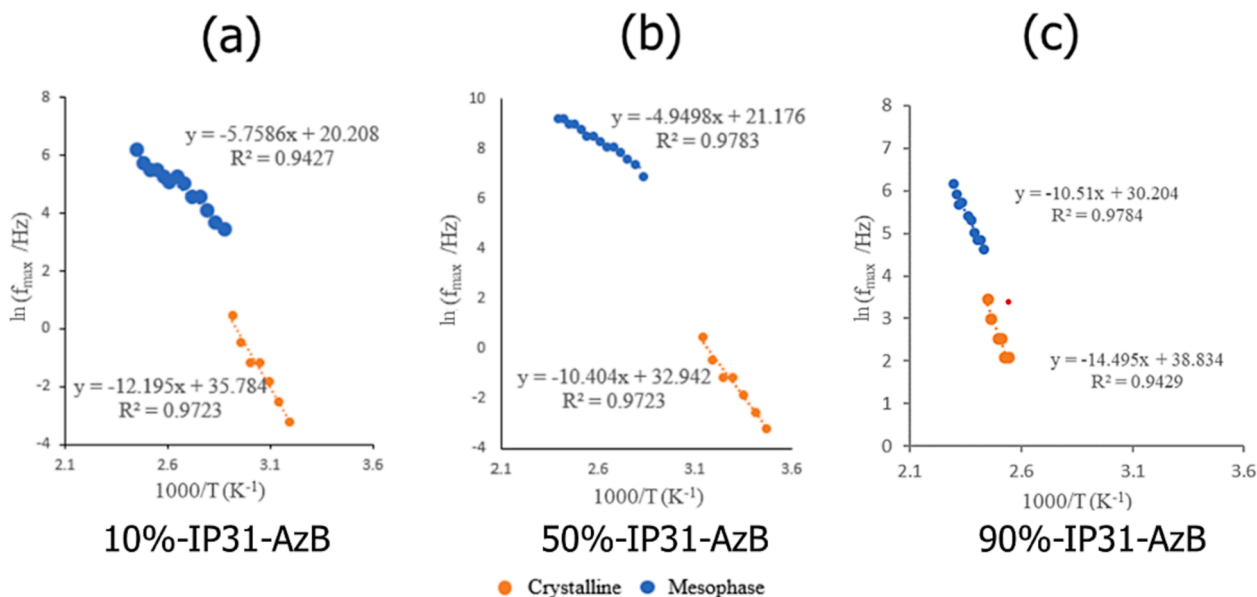 (a)
8
6
4
2
0
-2
-4
2.1 2.6 3.1 3.6
ln (fmax /Hz)
1000/T (K-1)
y = -5.7586x + 20.208
R² = 0.9427
y = -12.195x + 35.784
R² = 0.9723
10%-IP31-AzB
(b)
10
8
6
4
2
0
-2
-4
2.1 2.6 3.1 3.6
ln (fmax /Hz)
1000/T (K-1)
y = -4.9498x + 21.176
R² = 0.9783
y = -10.404x + 32.942
R² = 0.9723
50%-IP31-AzB
(c)
8
7
6
5
4
3
2
1
0
2.1 2.6 3.1 3.6
ln (fmax /Hz)
1000/T (K-1)
y = -10.51x + 30.204
R² = 0.9784
y = -14.495x + 38.834
R² = 0.9429
90%-IP31-AzB
Crystalline Mesophase